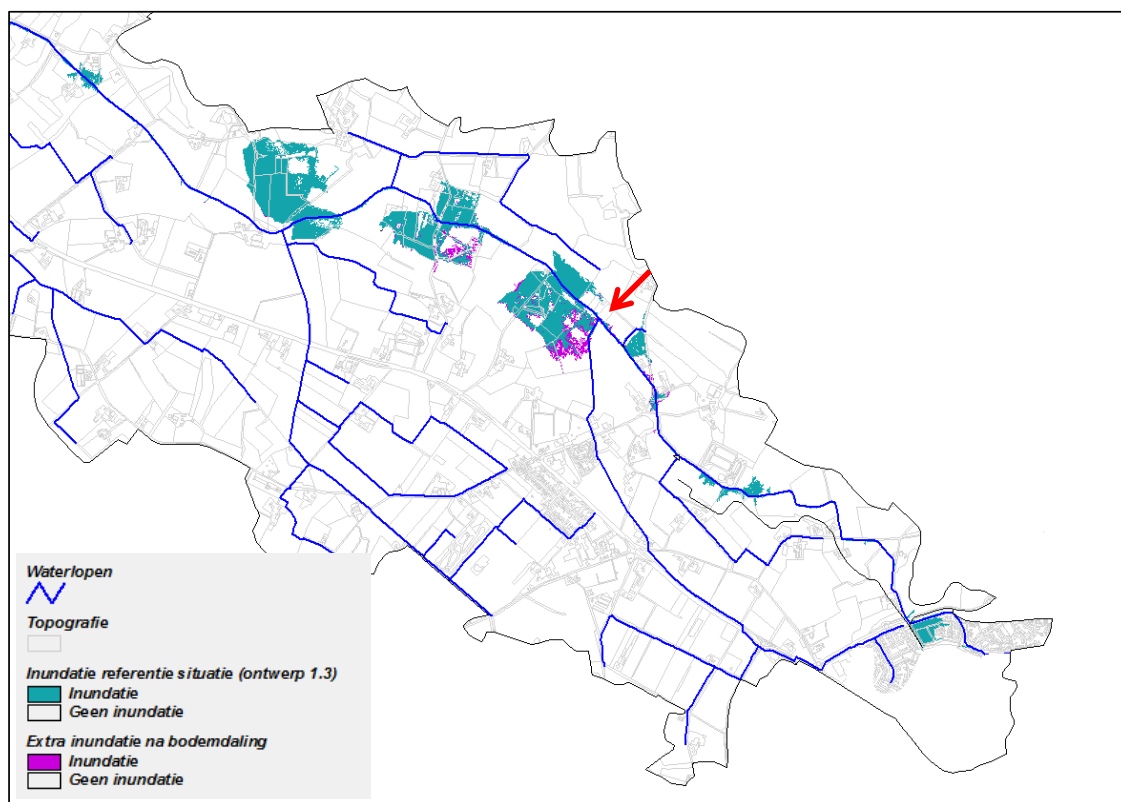 Waterlopen
Topografie
Inundatie referentie situatie (ontwerp 1.3)
Inundatie
Geen inundatie
Extra inundatie na bodemdaling
Inundatie
Geen inundatie